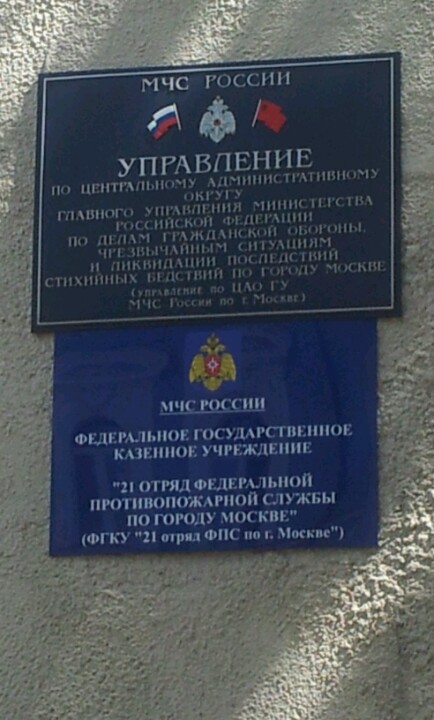 МЧС РОССИИ
УПРАВЛЕНИЕ
ПО ЦЕНТРАЛЬНОМУ АДМИНИСТРАТИВНОМУ
ОКРУГУ
ГЛАВНОГО УПРАВЛЕНИЯ МИНИСТЕРСТВА
РОССИЙСКОЙ ФЕДЕРАЦИИ
ПО ДЕЛАМ ГРАЖДАНСКОЙ ОБОРОНЫ,
ЧРЕЗВЫЧАЙНЫМ СИТУАЦИЯМ
И ЛИКВИДАЦИИ ПОСЛЕДСТВИЙ
СТИХИЙНЫХ БЕДСТВИЙ ПО ГОРОДУ МОСКВЕ
(УПРАВЛЕНИЕ ПО ЦАО ГУ
МЧС РОССИИ ПО Г. МОСКВЕ)
МЧС РОССИИ
ФЕДЕРАЛЬНОЕ ГОСУДАРСТВЕННОЕ
КАЗЕННОЕ УЧРЕЖДЕНИЕ
"21 ОТРЯД ФЕДЕРАЛЬНОЙ
ПРОТИВОПОЖАРНОЙ СЛУЖБЫ
ПО ГОРОДУ МОСКВЕ"
(ФГКУ "21 отряд ФПС по г. Москве")